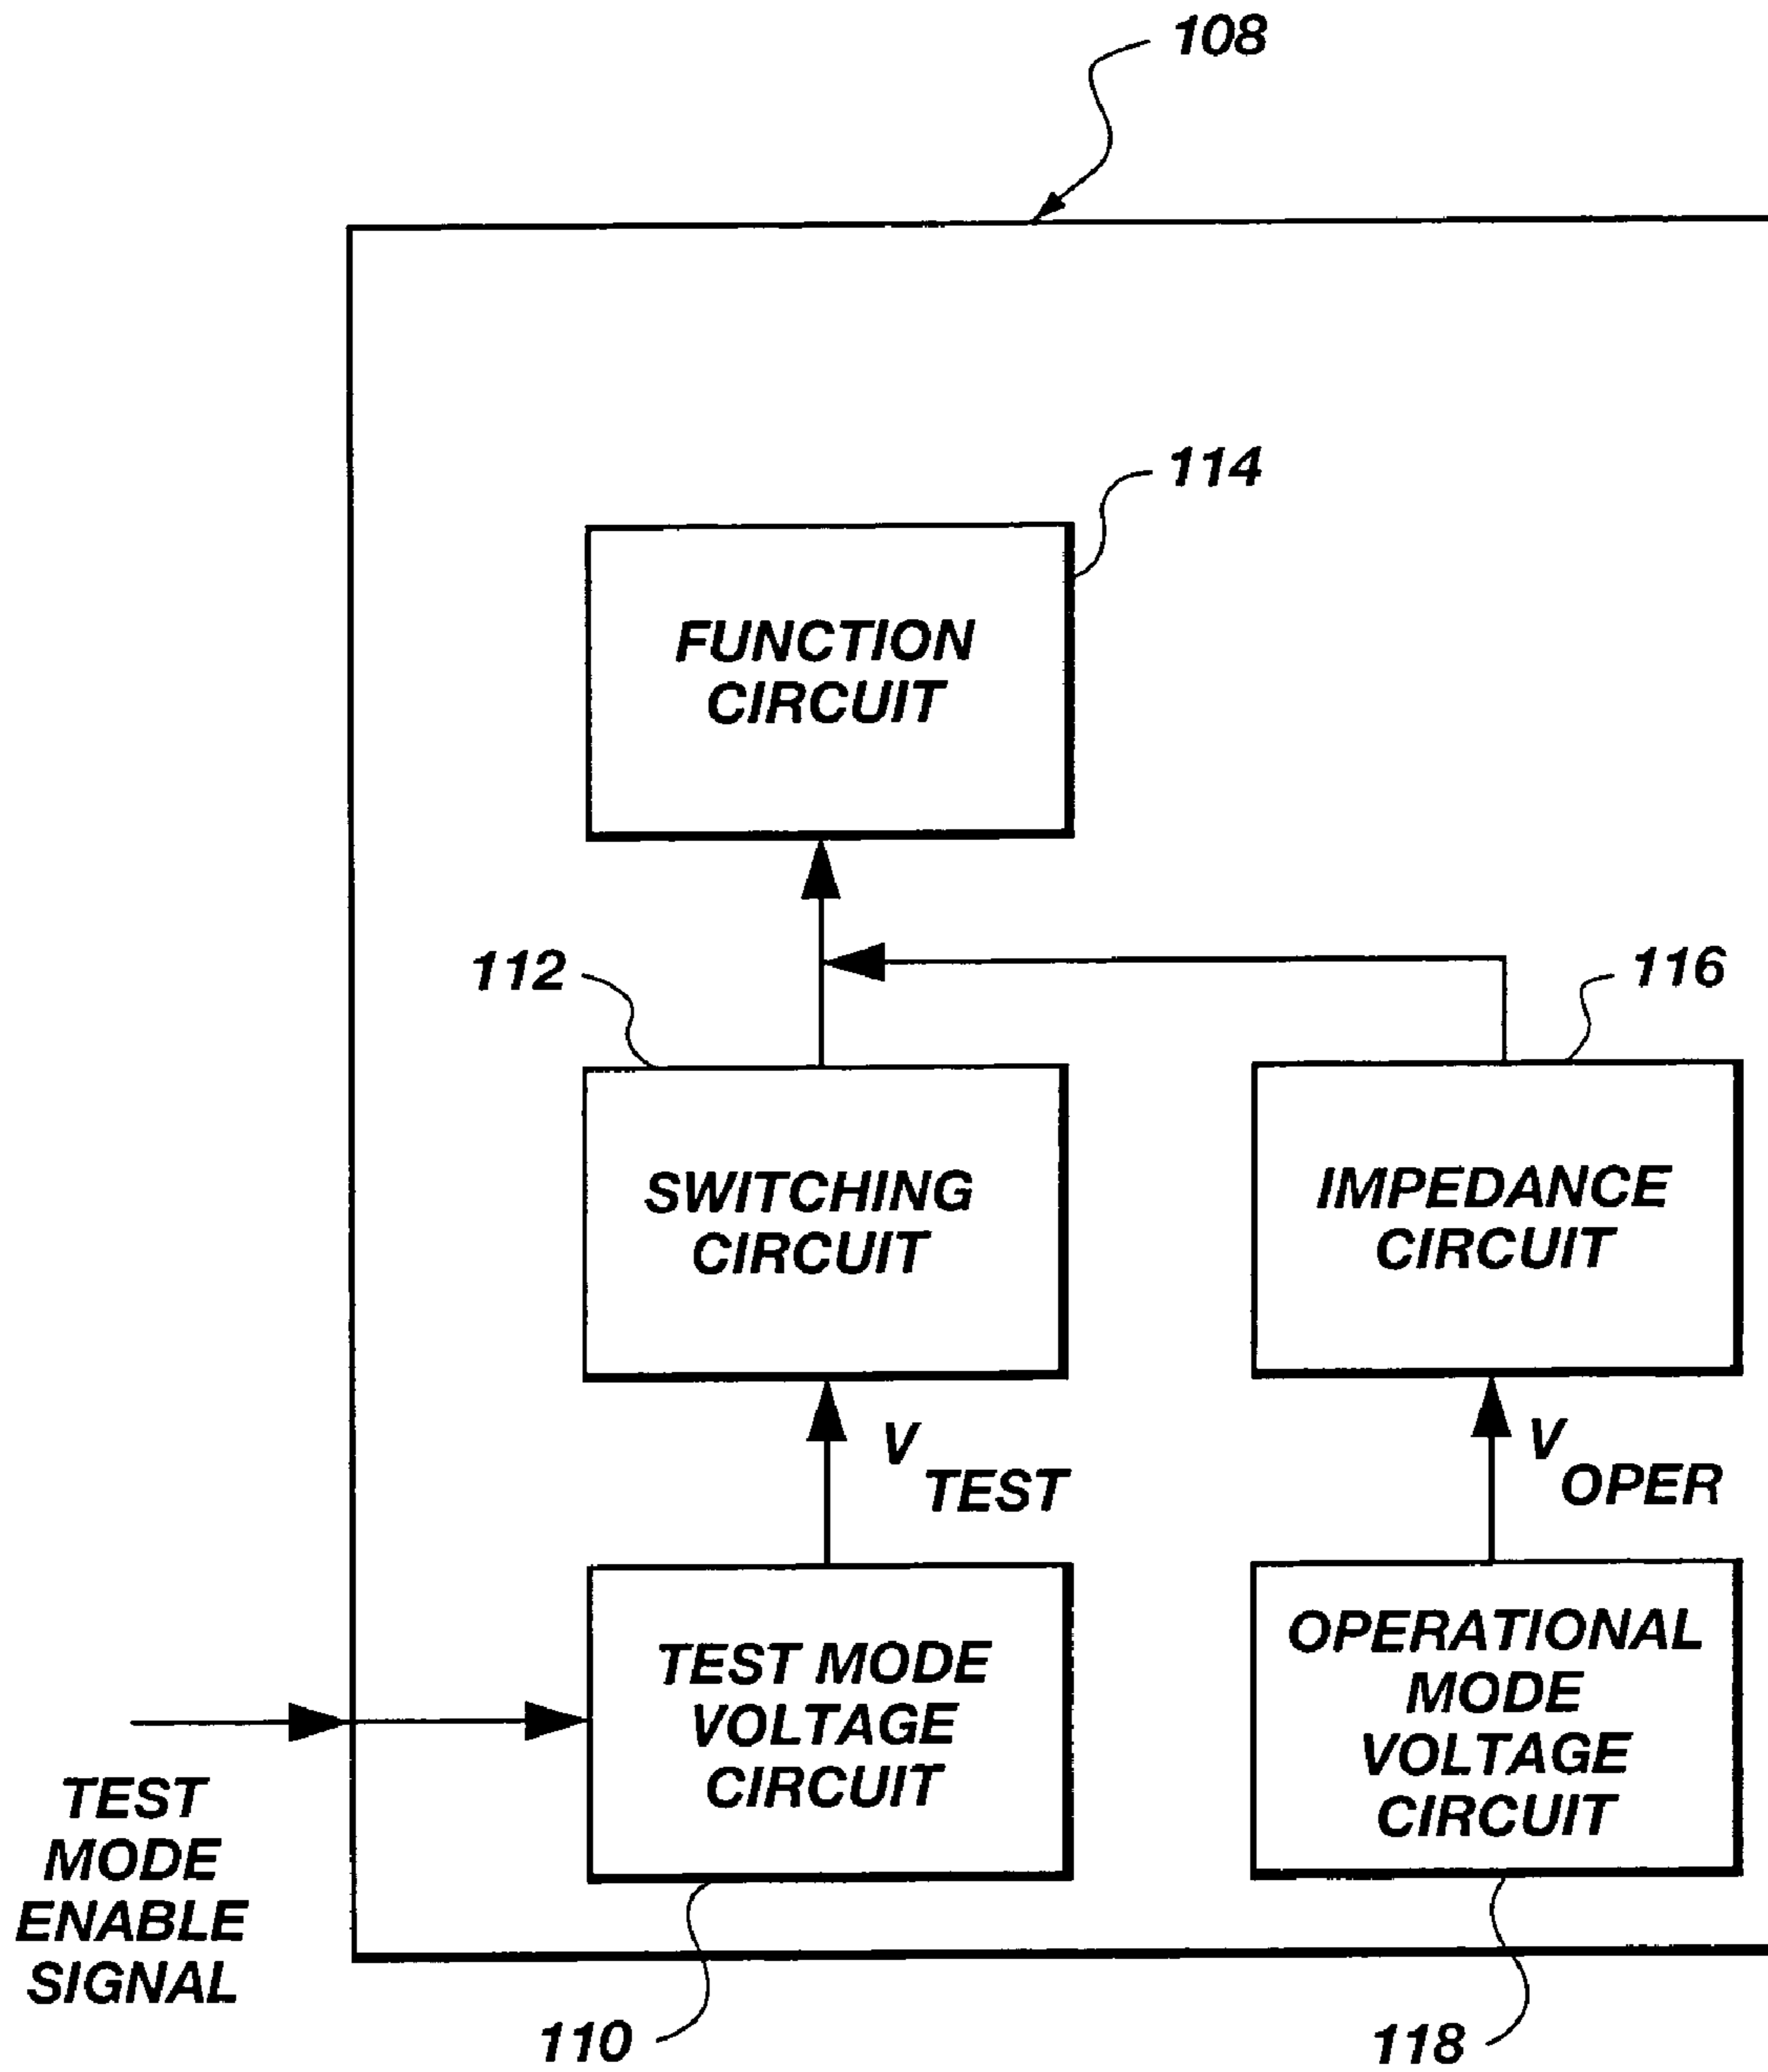 108
114
FUNCTION
CIRCUIT
112
116
SWITCHING
CIRCUIT
IMPEDANCE
CIRCUIT
V TEST
V OPER
TEST MODE
VOLTAGE
CIRCUIT
OPERATIONAL
MODE
VOLTAGE
CIRCUIT
TEST
MODE
ENABLE
SIGNAL
110
118